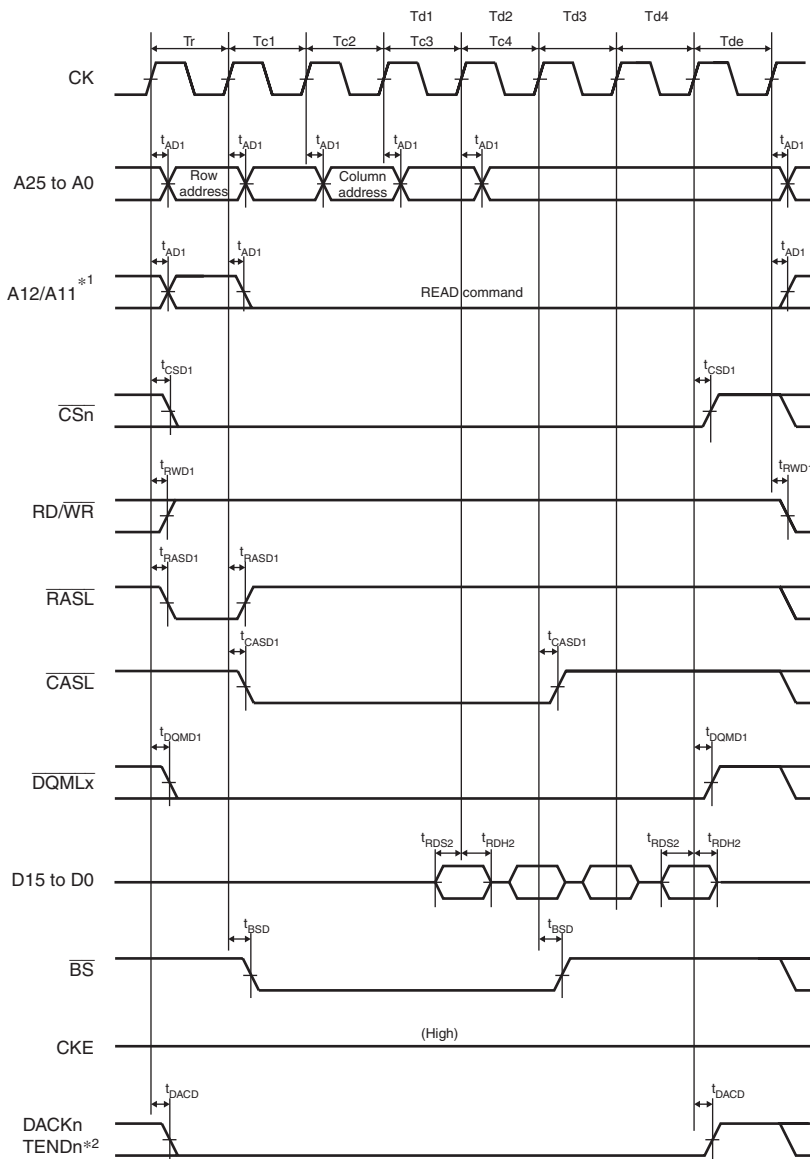 Td1 Td2 Td3 Td4
Tr Tc1 Tc2 Tc3 Tc4 Tde
CK
tAD1 tAD1 tAD1 tAD1 tAD1 tAD1
A25 to A0
Row address
Column address
tAD1 tAD1 tAD1
A12/A11*1
READ command
tCSD1 tCSD1
CSn
tRWD1 tRWD1
RD/WR
tRASD1 tRASD1
RASL
tCASD1 tCASD1
CASL
tDQMD1 tDQMD1
DQMLx
tRDS2 tRDH2 tRDS2 tRDH2
D15 to D0
tBSD tBSD
BS
(High)
CKE
tDACD tDACD
DACKn
TENDn*2